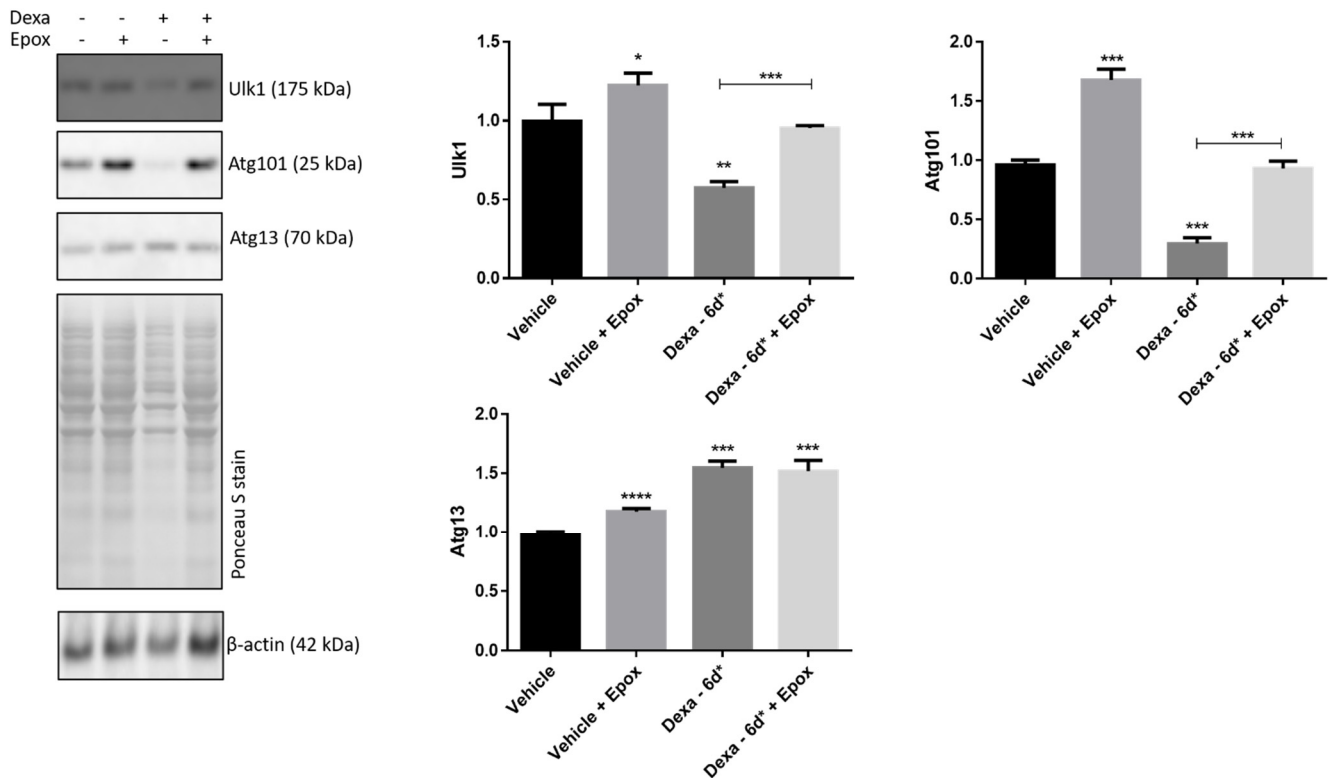 Dexa - - + +
Epox - + - +
Ulk1 (175 kDa)
Atg101 (25 kDa)
Atg13 (70 kDa)
Ponceau S stain
β-actin (42 kDa)
Ulk1
1.5
1.0
0.5
0.0
*
**
***
Vehicle
Vehicle + Epox
Dexa - 6d*
Dexa - 6d* + Epox
Atg101
2.0
1.5
1.0
0.5
0.0
***
***
***
Vehicle
Vehicle + Epox
Dexa - 6d*
Dexa - 6d* + Epox
Atg13
2.0
1.5
1.0
0.5
0.0
****
***
***
Vehicle
Vehicle + Epox
Dexa - 6d*
Dexa - 6d* + Epox